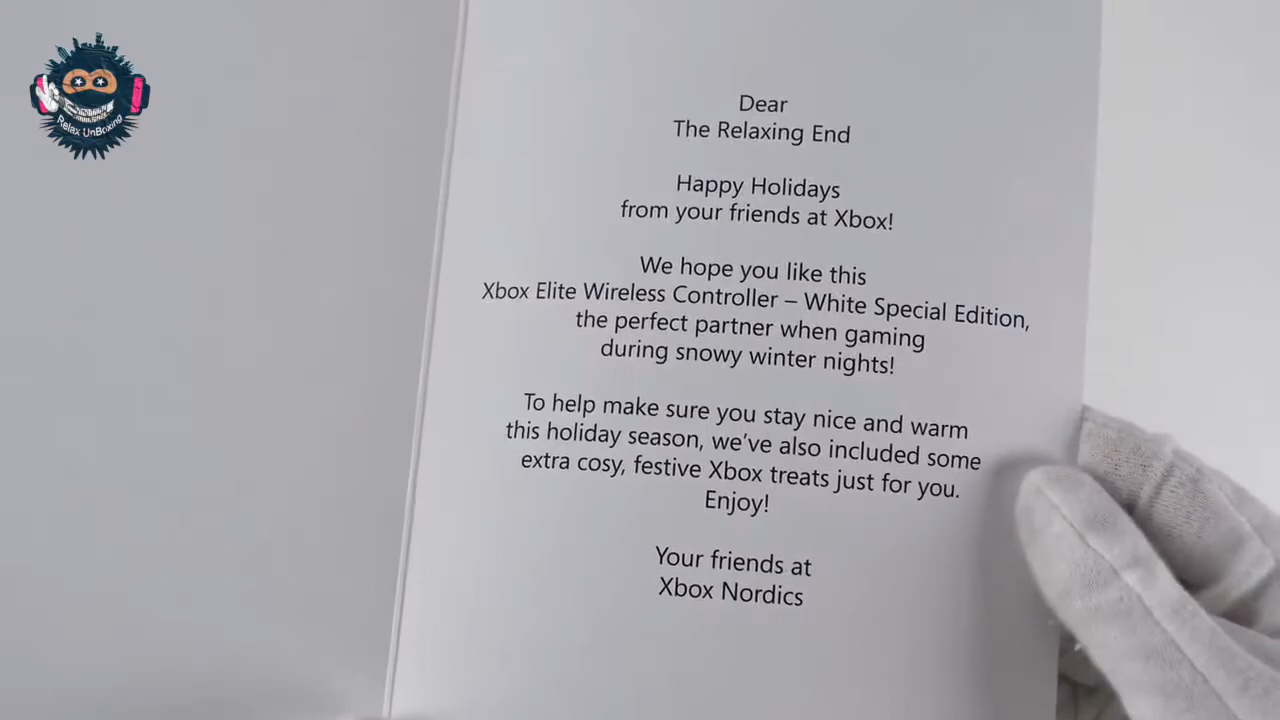 Relax UnBoxing
Dear
The Relaxing End
Happy Holidays
from your friends at Xbox!
We hope you like this
Xbox Elite Wireless Controller – White Special Edition,
the perfect partner when gaming
during snowy winter nights!
To help make sure you stay nice and warm
this holiday season, we’ve also included some
extra cosy, festive Xbox treats just for you.
Enjoy!
Your friends at
Xbox Nordics